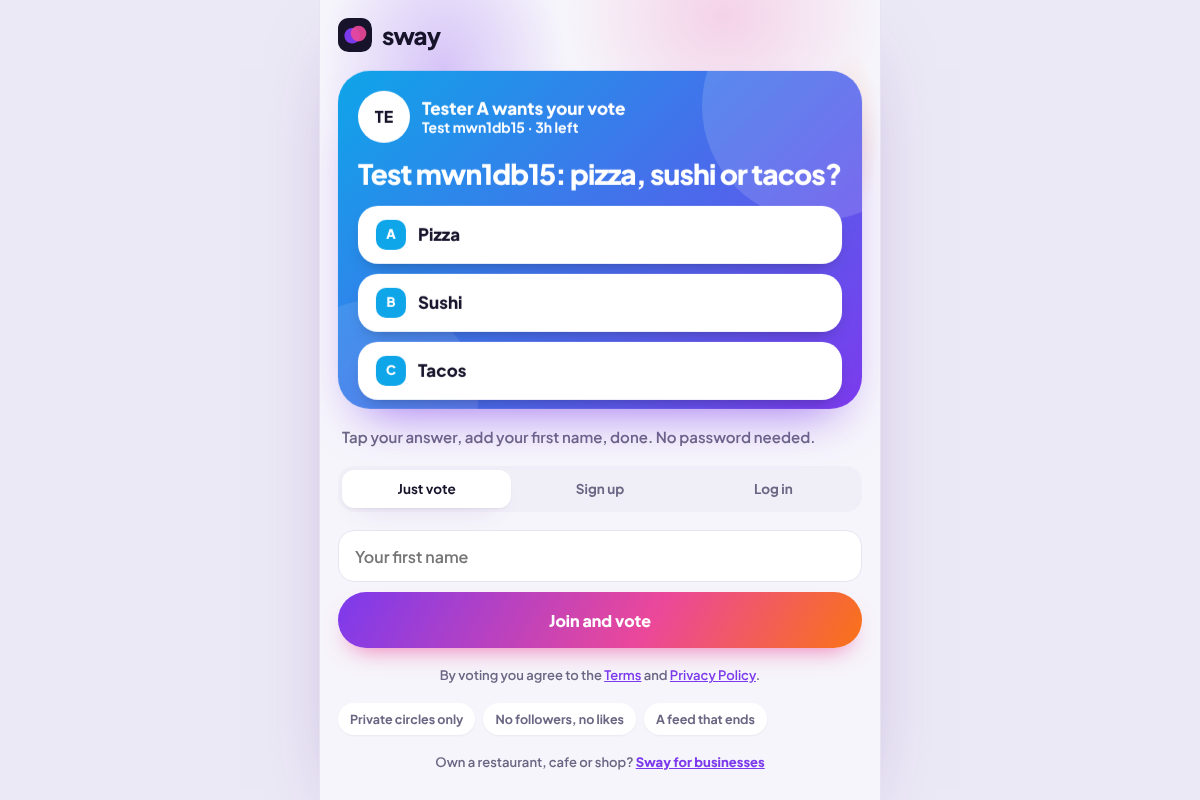 sway
TE
Tester A wants your vote
Test mwn1db15 · 3h left
Test mwn1db15: pizza, sushi or tacos?
A Pizza
B Sushi
C Tacos
Tap your answer, add your first name, done. No password needed.
Just vote Sign up Log in
Your first name
Join and vote
By voting you agree to the Terms and Privacy Policy.
Private circles only No followers, no likes A feed that ends
Own a restaurant, cafe or shop? Sway for businesses